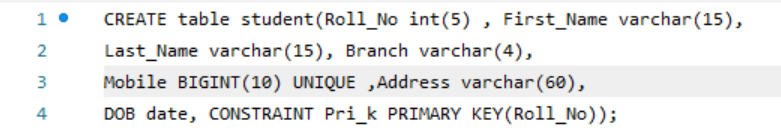 1 CREATE table student(Roll_No int(5) , First_Name varchar(15),
2 Last_Name varchar(15), Branch varchar(4),
3 Mobile BIGINT(10) UNIQUE ,Address varchar(60),
4 DOB date, CONSTRAINT Pri_k PRIMARY KEY(Roll_No));